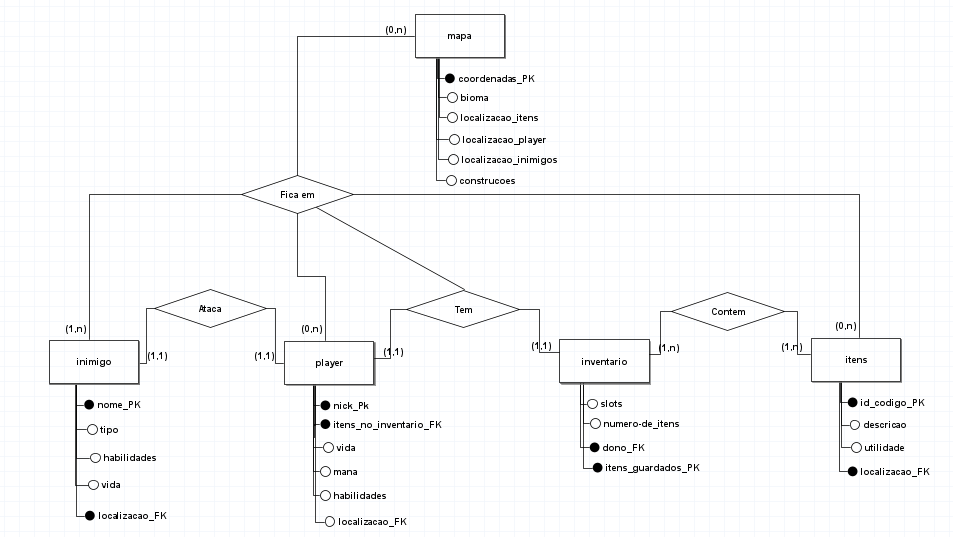 (0,n)
mapa
coordenadas_PK
bioma
localizacao_itens
localização_player
localizacao_inimigos
construcoes
Fica em
Ataca
Tem
Contem
(1,n)
(1,1)
(1,1)
(0,n)
(1,1)
(1,1)
(1,n)
(1,n)
(0,n)
inimigo
nome_PK
tipo
habilidades
vida
localizacao_FK
player
nick_Pk
itens_no_inventario_FK
vida
mana
habilidades
localizacao_FK
inventario
slots
numero-de_itens
dono_FK
itens_guardados_PK
itens
id_codigo_PK
descricao
utilidade
localizacao_FK